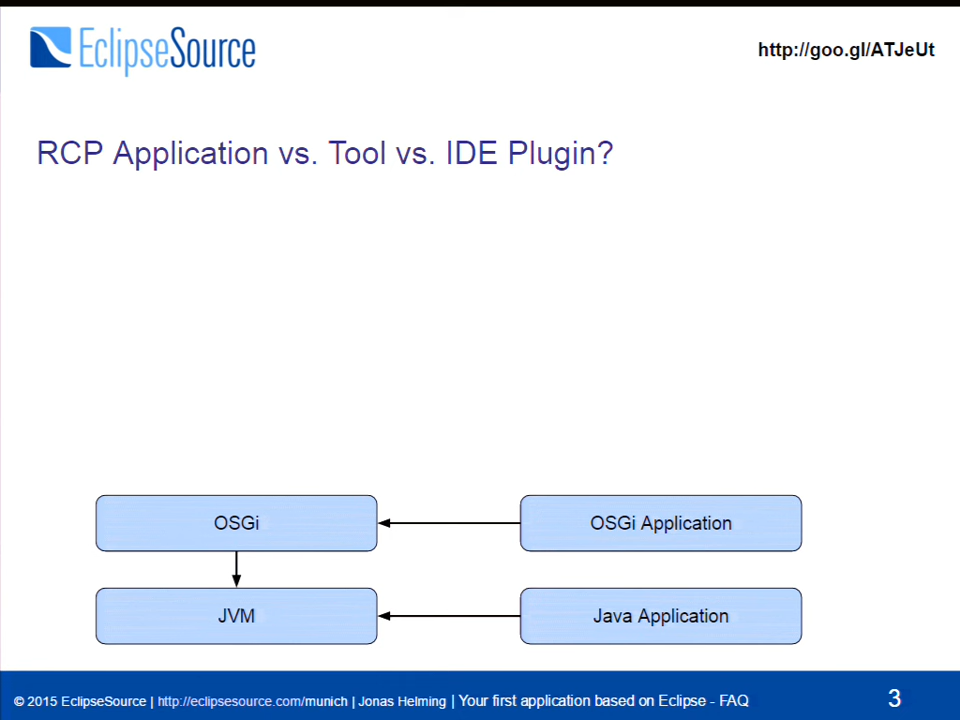 EclipseSource
http://goo.gl/ATJeUt
RCP Application vs. Tool vs. IDE Plugin?
OSGi
OSGi Application
JVM
Java Application
© 2015 EclipseSource | http://eclipsesource.com/munich | Jonas Helming | Your first application based on Eclipse - FAQ
3